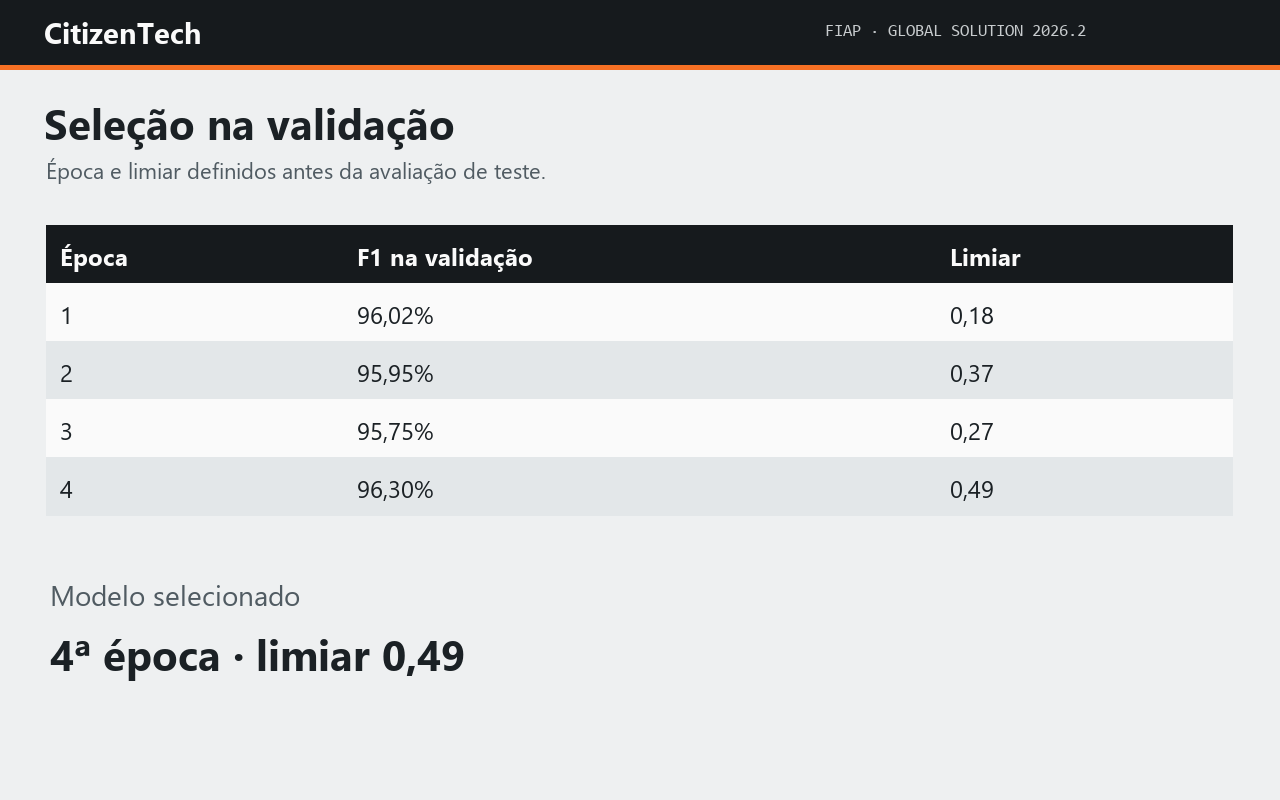 CitizenTech
FIAP · GLOBAL SOLUTION 2026.2
Seleção na validação
Época e limiar definidos antes da avaliação de teste.
Época F1 na validação Limiar
1 96,02% 0,18
2 95,95% 0,37
3 95,75% 0,27
4 96,30% 0,49
Modelo selecionado
4ª época · limiar 0,49